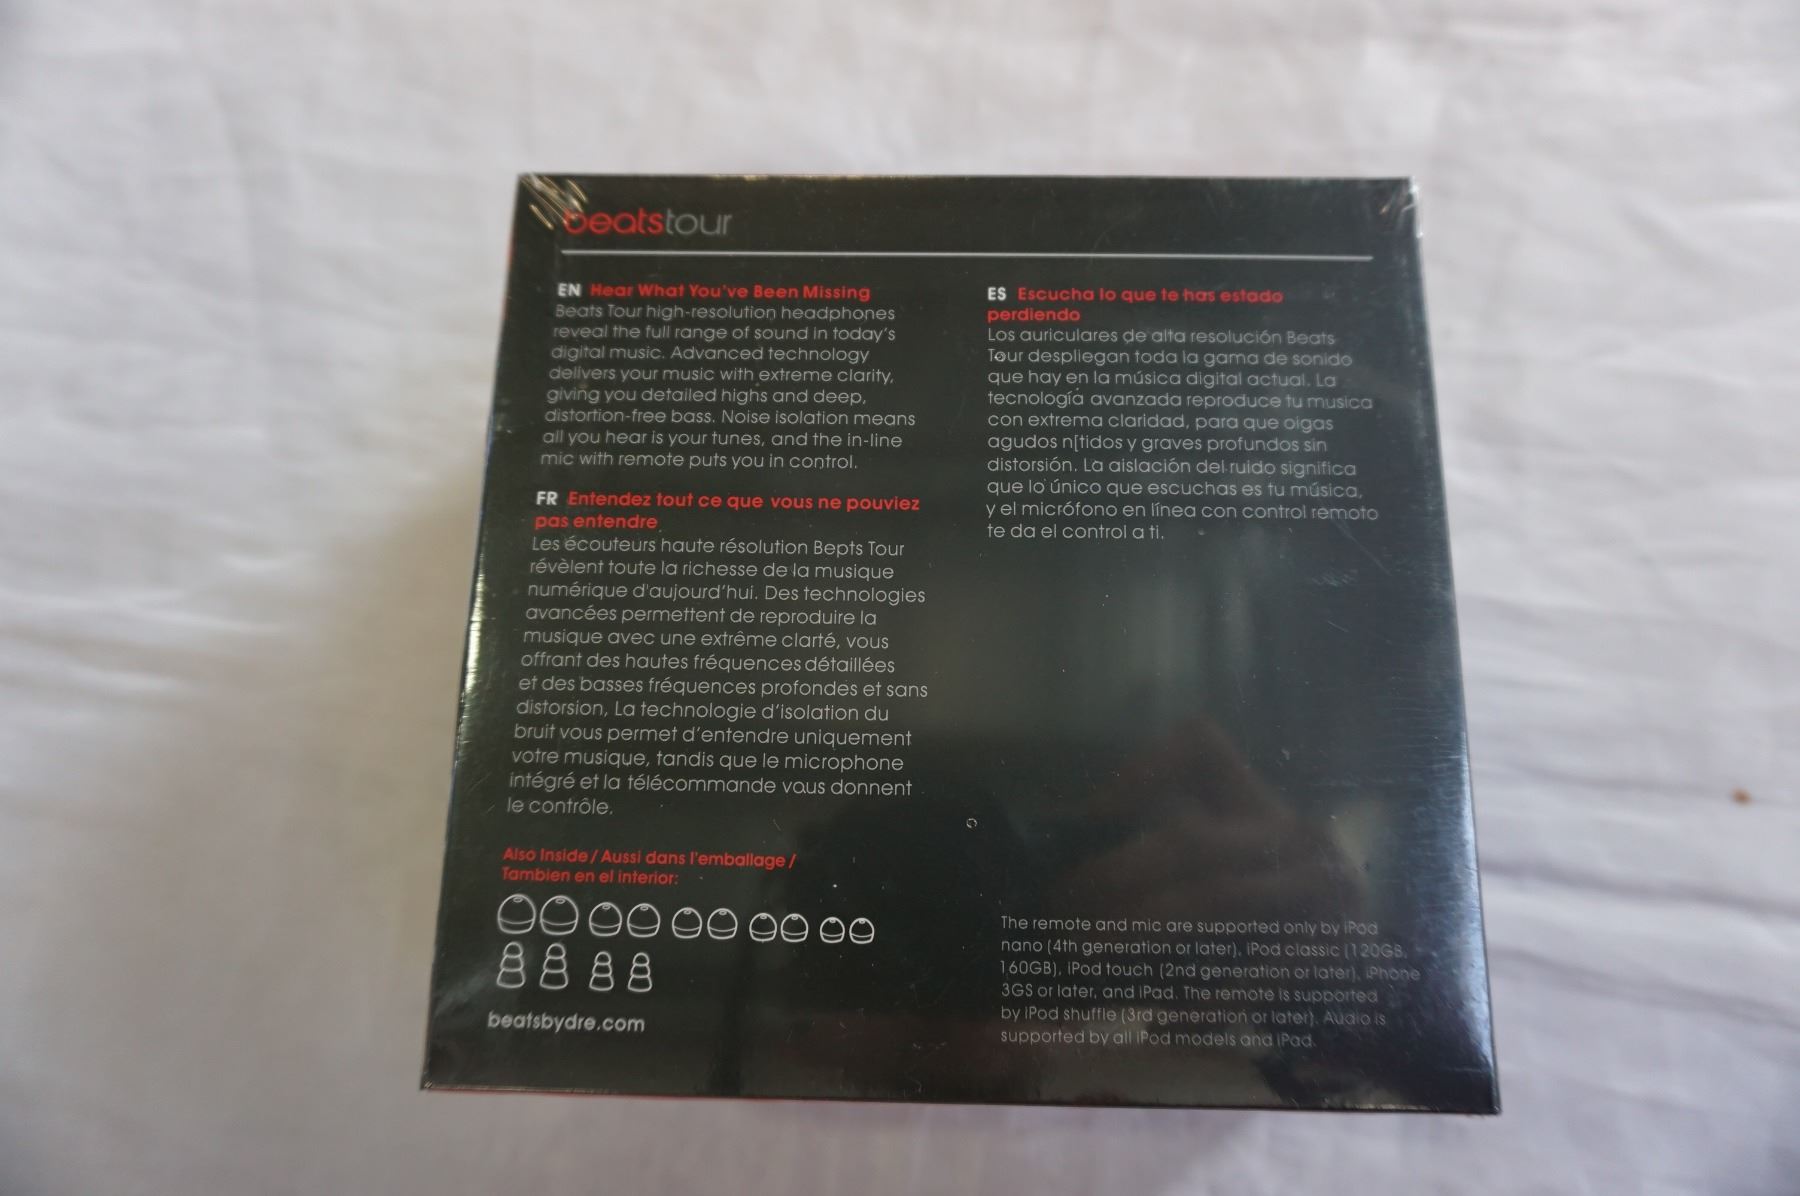 beatstour
EN Hear What You've Been Missing
Beats Tour high-resolution headphones
reveal the full range of sound in today's
digital music. Advanced technology
delivers your music with extreme clarity,
giving you detailed highs and deep,
distortion-free bass. Noise isolation means
all you hear is your tunes, and the in-line
mic with remote puts you in control.
FR Entendez tout ce que vous ne pouviez
pas entendre
Les écouteurs haute résolution Bepts Tour
révèlent toute la richesse de la musique
numérique d'aujourd'hui. Des technologies
avancées permettent de reproduire la
musique avec une extrême clarté, vous
offrant des hautes fréquences détaillées
et des basses fréquences profondes et sans
distorsion, La technologie d'isolation du
bruit vous permet d'entendre uniquement
votre musique, tandis que le microphone
intégré et la télécommande vous donnent
le contrôle.
ES Escucha lo que te has estado
perdiendo
Los auriculares de alta resolución Beats
Tour despliegan toda la gama de sonido
que hay en la música digital actual. La
tecnología avanzada reproduce tu musica
con extrema claridad, para que oigas
agudos n[tidos y graves profundos sin
distorsión. La aislación del ruido significa
que lo único que escuchas es tu música,
y el micrófono en línea con control remoto
te da el control a ti.
Also Inside / Aussi dans l'emballage /
Tambien en el interior:
beatsbydre.com
The remote and mic are supported only by iPod
nano (4th generation or later), iPod classic (120GB,
160GB), iPod touch (2nd generation or later), iPhone
3GS or later, and iPad. The remote is supported
by iPod shuffle (3rd generation or later). Audio is
supported by all iPod models and iPad.